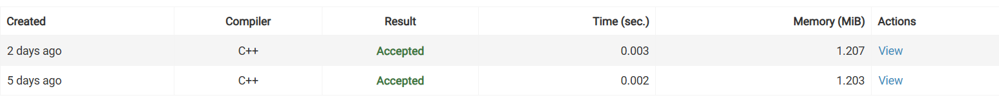 Created Compiler Result Time (sec.) Memory (MiB) Actions
2 days ago C++ Accepted 0.003 1.207 View
5 days ago C++ Accepted 0.002 1.203 View